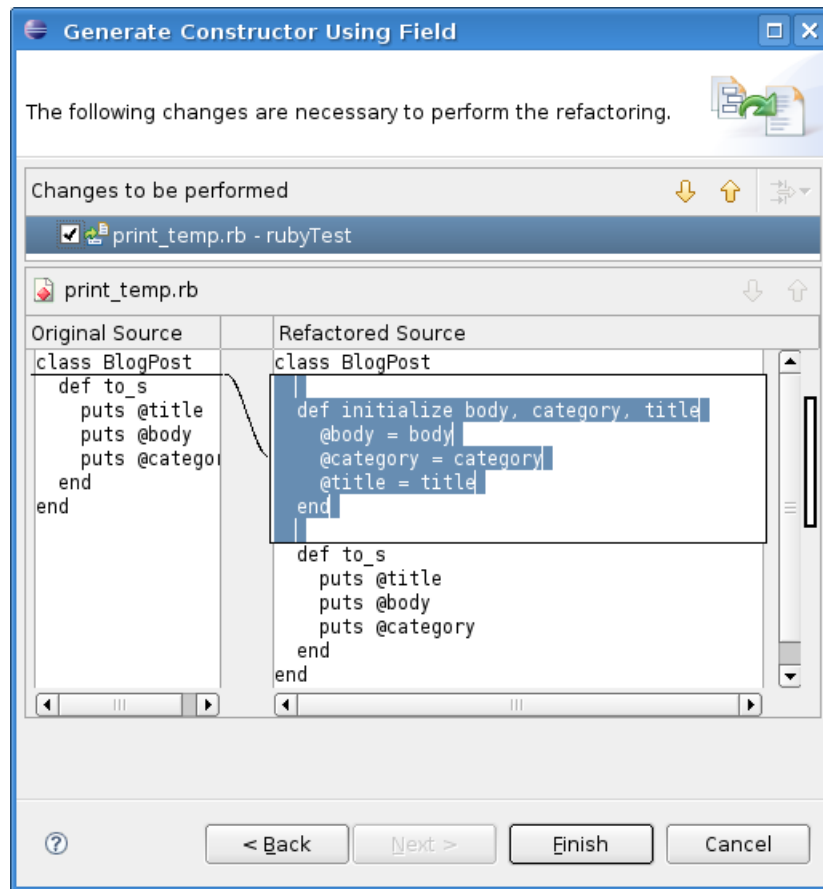 Generate Constructor Using Field
The following changes are necessary to perform the refactoring.
Changes to be performed
print_temp.rb - rubyTest
print_temp.rb
Original Source
class BlogPost
  def to_s
    puts @title
    puts @body
    puts @catego
  end
end
Refactored Source
class BlogPost
  def initialize body, category, title
    @body = body
    @category = category
    @title = title
  end
  def to_s
    puts @title
    puts @body
    puts @category
  end
end
< Back
Next >
Finish
Cancel